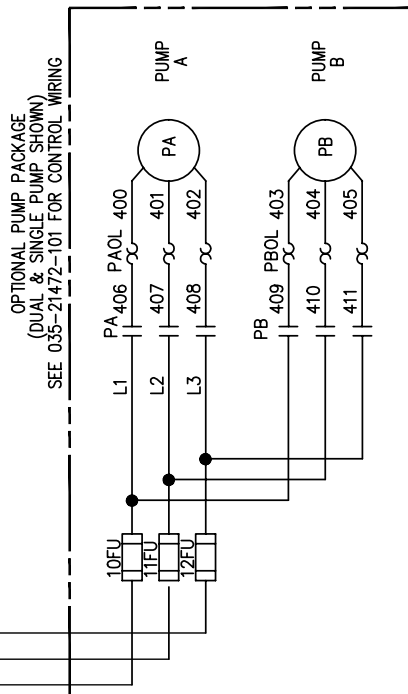 OPTIONAL PUMP PACKAGE
(DUAL & SINGLE PUMP SHOWN)
SEE 035-21472-101 FOR CONTROL WIRING
PUMP
A
PUMP
B
PA
PB
400
401
402
403
404
405
PAOL
PBOL
406
407
408
409
410
411
PA
PB
L1
L2
L3
10FU
11FU
12FU